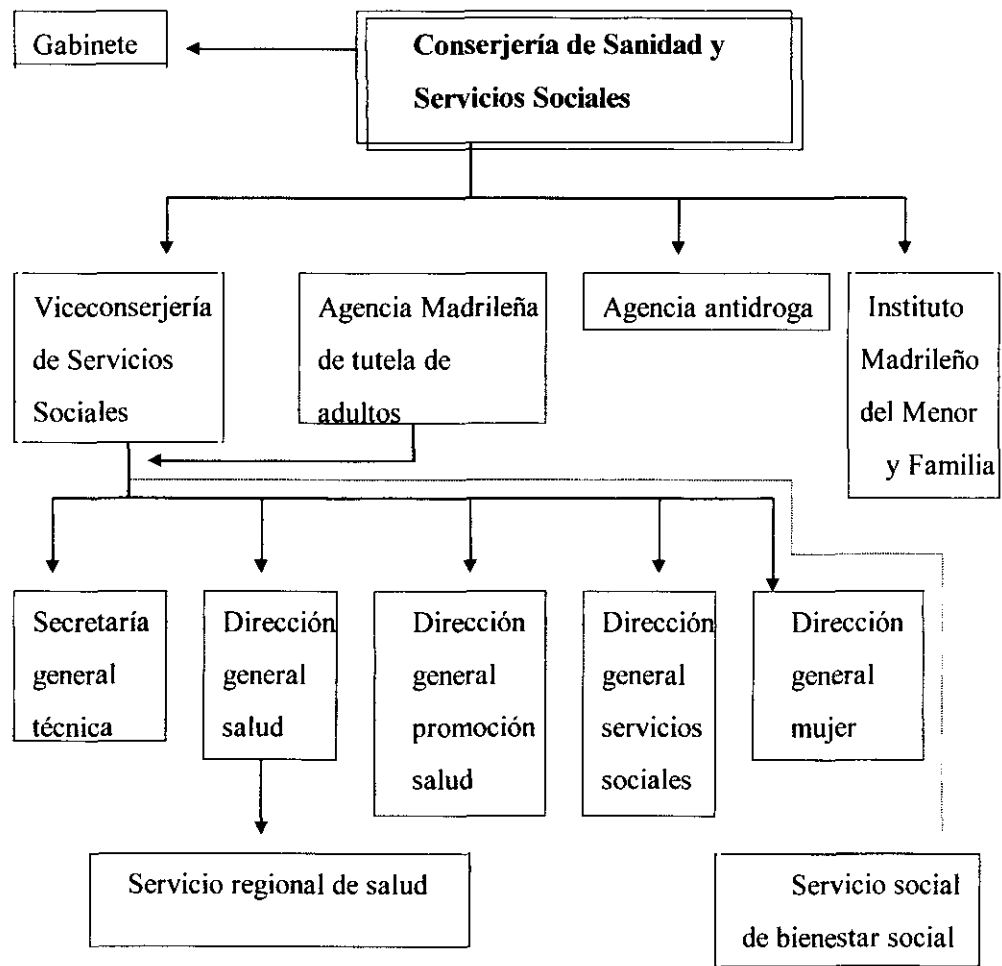 Gabinete
Conserjería de Sanidad y
Servicios Sociales
Viceconserjería
de Servicios
Sociales
Agencia Madrileña
de tutela de
adultos
Agencia antidroga
Instituto
Madrileño
del Menor
y Familia
Secretaría
general
técnica
Dirección
general
salud
Dirección
general
promoción
salud
Dirección
general
servicios
sociales
Dirección
general
mujer
Servicio regional de salud
Servicio social
de bienestar social